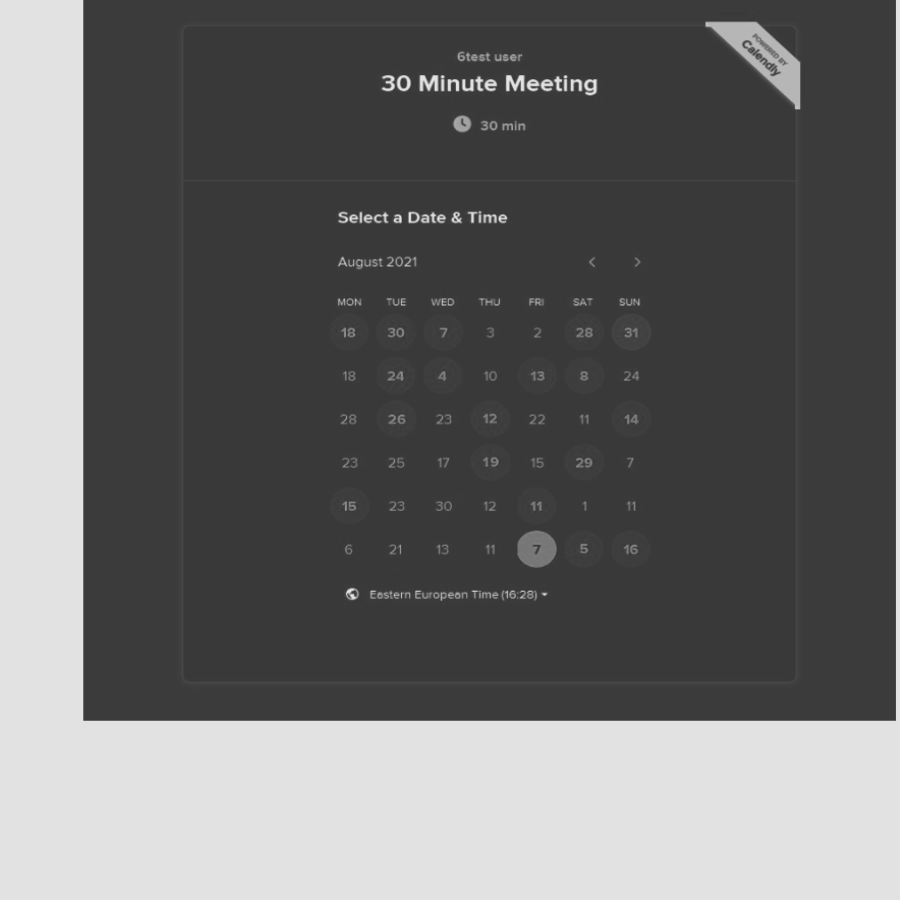 6test user
POWERED BY
Calendly
30 Minute Meeting
30 min
Select a Date & Time
August 2021
MON TUE WED THU FRI SAT SUN
18 30 7 3 2 28 31
18 24 4 10 13 8 24
28 26 23 12 22 11 14
23 25 17 19 15 29 7
15 23 30 12 11 1 11
6 21 13 11 7 5 16
Eastern European Time (16:28)